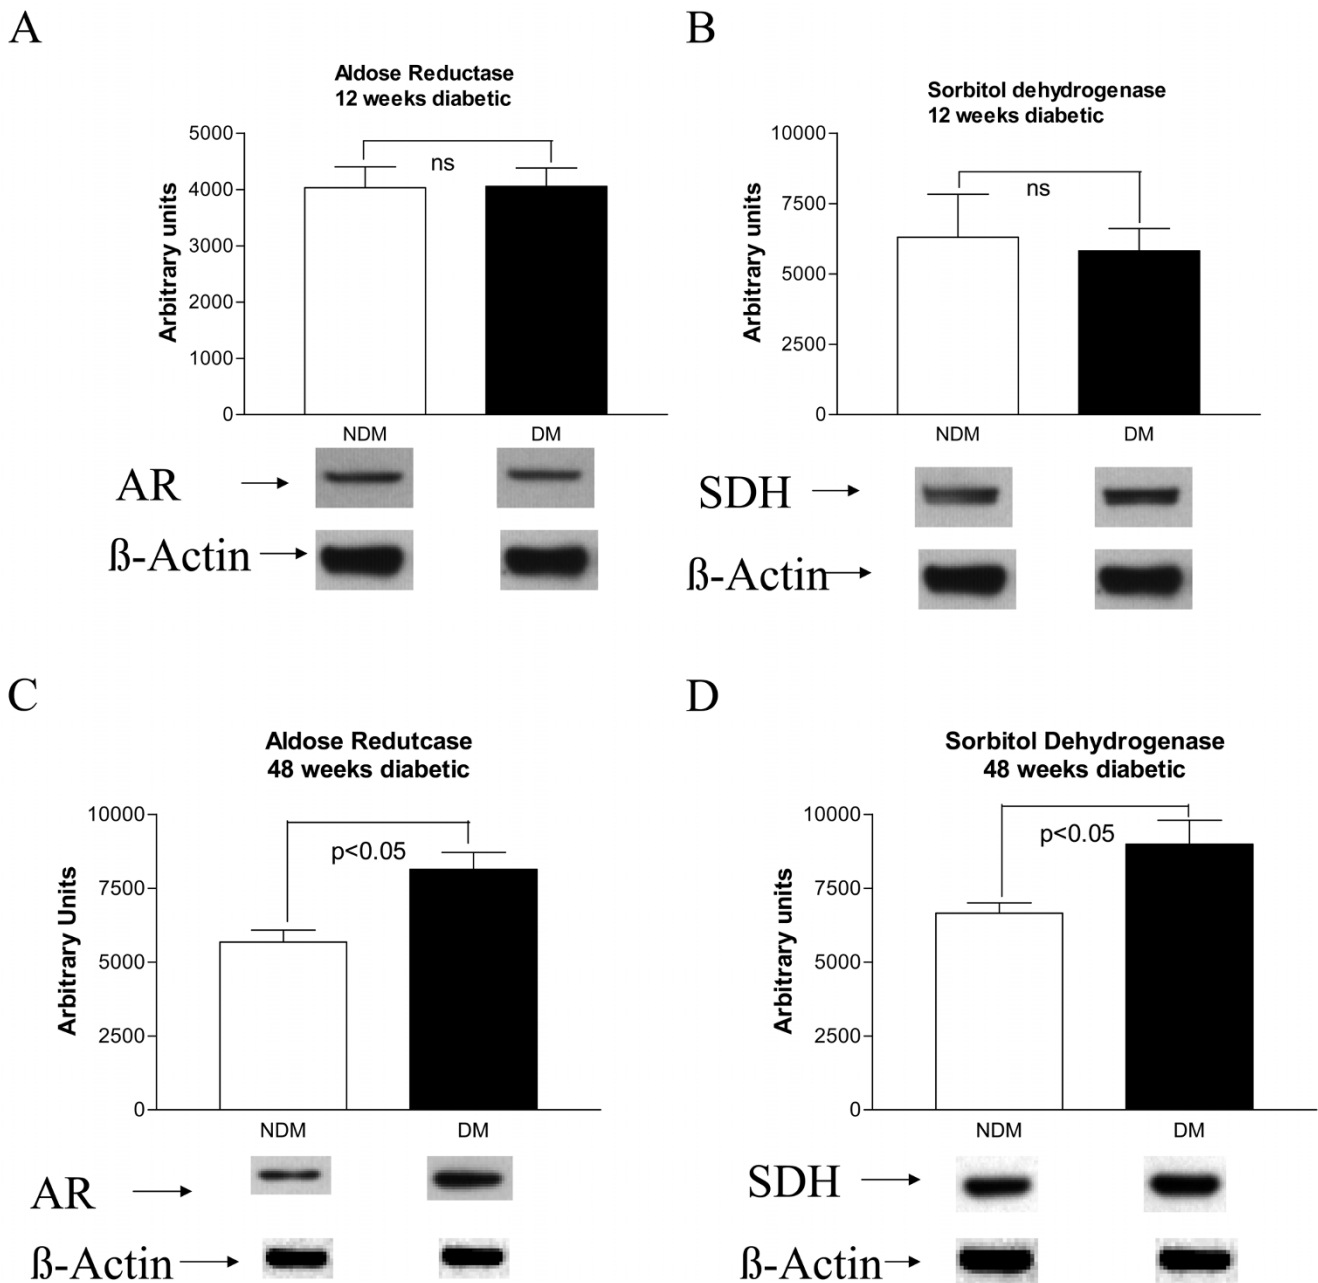 A
Aldose Reductase
12 weeks diabetic
5000
4000
3000
2000
1000
0
Arbitrary units
ns
NDM
DM
AR
ß-Actin
B
Sorbitol dehydrogenase
12 weeks diabetic
10000
7500
5000
2500
0
Arbitrary units
ns
NDM
DM
SDH
ß-Actin
C
Aldose Redutcase
48 weeks diabetic
10000
7500
5000
2500
0
Arbitrary Units
p<0.05
NDM
DM
AR
ß-Actin
D
Sorbitol Dehydrogenase
48 weeks diabetic
10000
7500
5000
2500
0
Arbitrary units
p<0.05
NDM
DM
SDH
ß-Actin